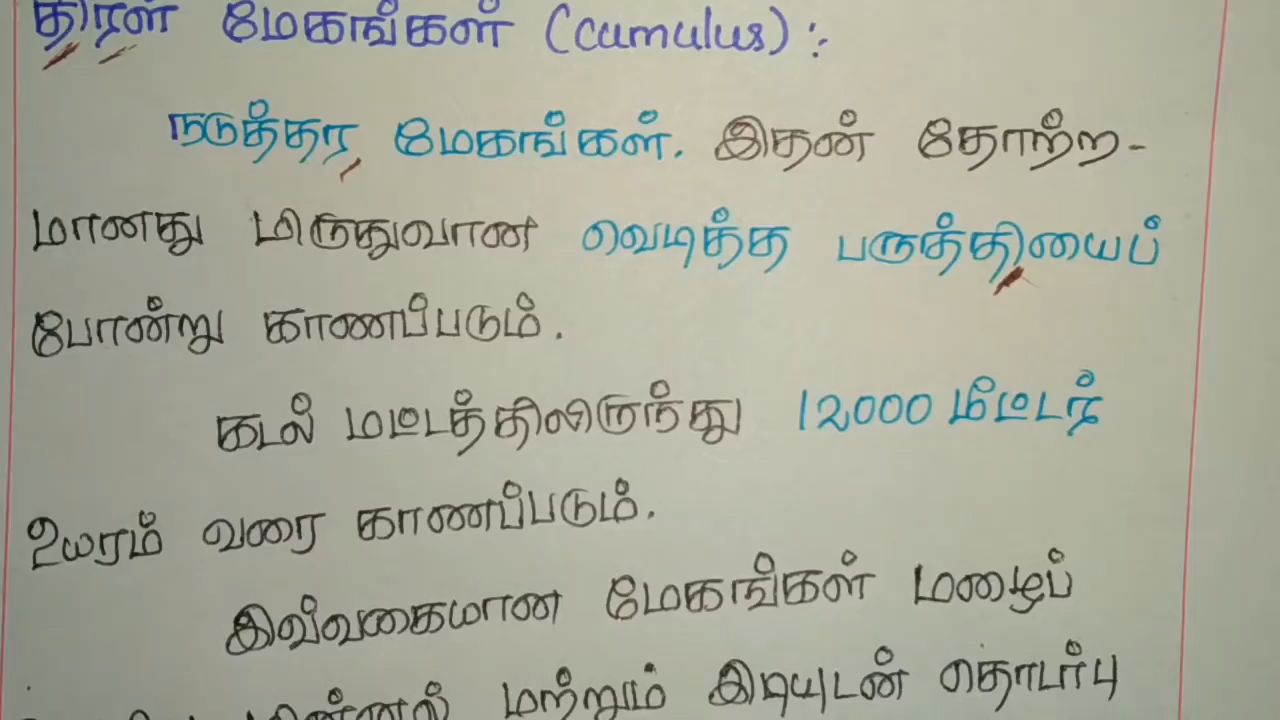 திரள் மேகங்கள் (cumulus) :
நடுத்தர மேகங்கள். இதன் தோற்ற-
மானது மிருதுவான வெடித்த பருத்தியைப்
போன்று காணப்படும்.
கடல் மட்டத்திலிருந்து 12000 மீட்டர்
உயரம் வரை காணப்படும்.
இவ்வகையான மேகங்கள் மழைப்
மின்னல் மற்றும் இடியுடன் தொடர்பு